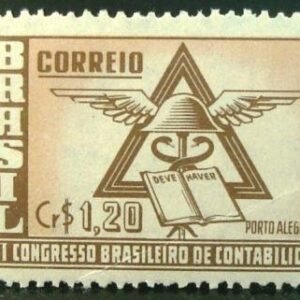 BRASIL
CORREIO
DEVE HAVER
Cr$ 1,20
PORTO ALEG
I CONGRESSO BRASILEIRO DE CONTABILI